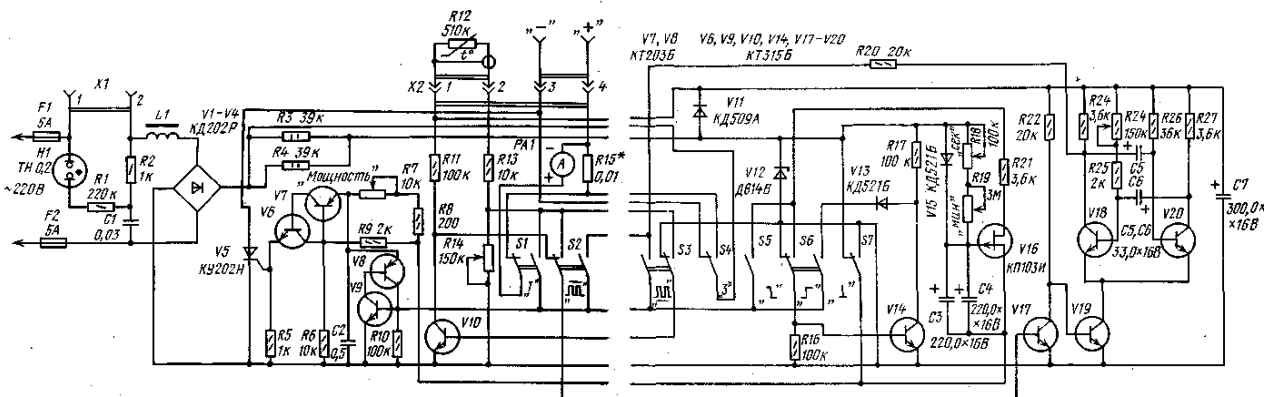 R12
510к
t°
„−"
„+"
V7, V8
КТ203Б
V6, V9, V10, V14, V17-V20
КТ315Б
R20 20к
X1
1
2
F1
5А
L1
V1-V4
КД202Р
R3 39к
R4 39к
X2
1
2
3
4
РА1
−
А
+
R15*
0,01
V11
КД509А
H1
ТН 0,2
~220В
R1
220к
R2
1к
C1
0,03
F2
5А
„Мощность"
R7
10к
V7
V6
R8
200
R9 2к
V8
V9
V5
КУ202Н
R11
100к
R13
10к
R14
150к
R5
1к
R6
10к
C2
0,5
R10
100к
V10
S1
„Т"
S2
S3
S4
„З"
S5
S6
S7
V12
Д814В
V13
КД521Б
R17
100к
V15
КД521Б
„сек"
R18
100к
R19
3М
„мин"
R21
3,6к
R22
20к
V16
КП103И
R16
100к
V14
C3
220,0×
×16В
C4
220,0×
×16В
V17
V19
+
R24
3,6к
R24
150к
R26
36к
R27
3,6к
R25
2к
C5
C6
V18
V20
C5, C6
33,0×16В
+
C7
300,0×
×16В